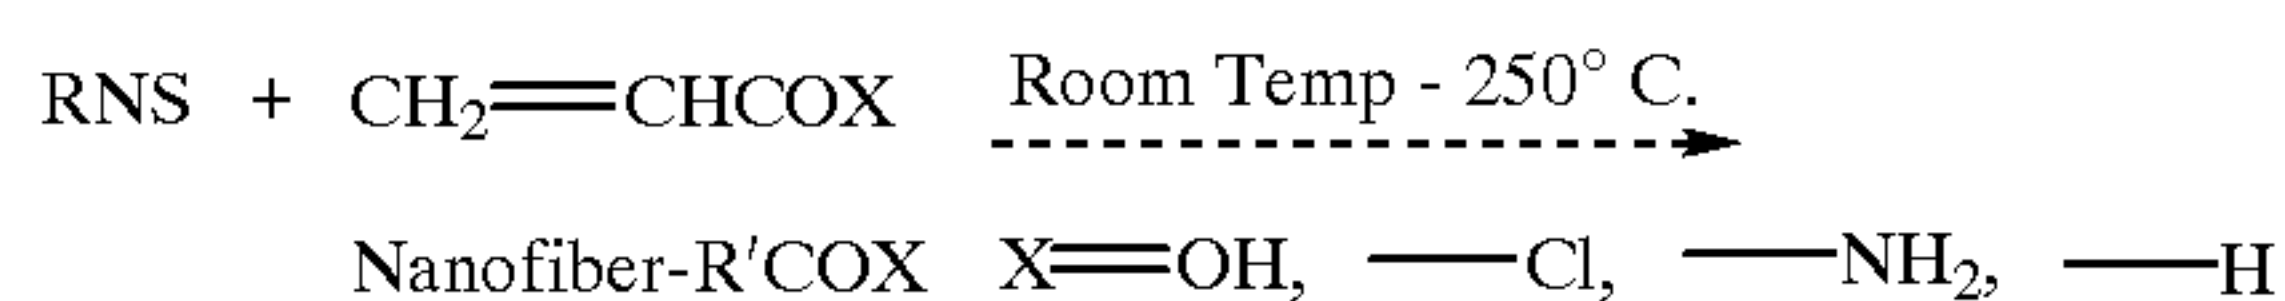 RNS + CH₂═CHCOX Room Temp - 250° C.
Nanofiber-R′COX X═OH, —Cl, —NH₂, —H